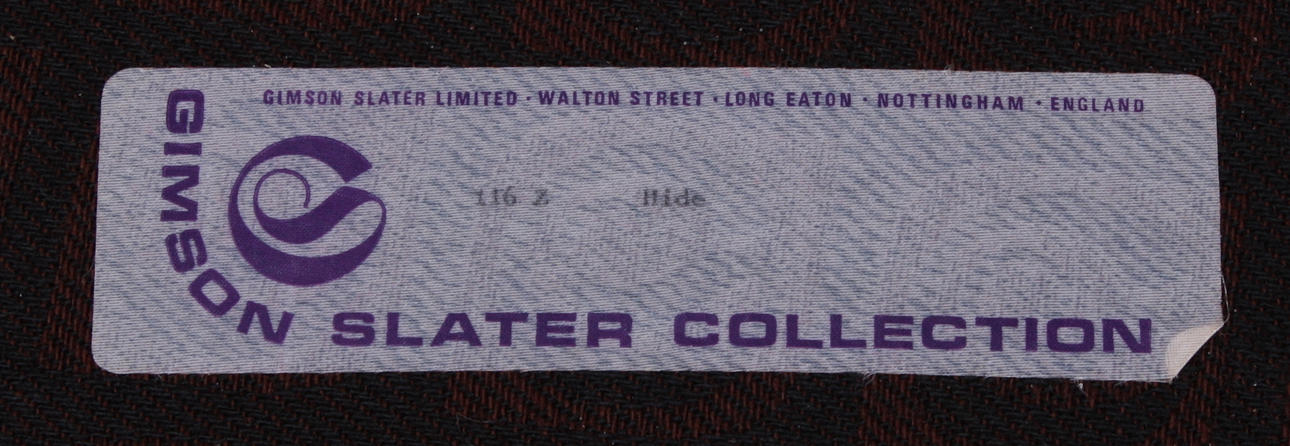 GIMSON SLATER LIMITED · WALTON STREET · LONG EATON · NOTTINGHAM · ENGLAND
116 Z Hide
GIMSON SLATER COLLECTION